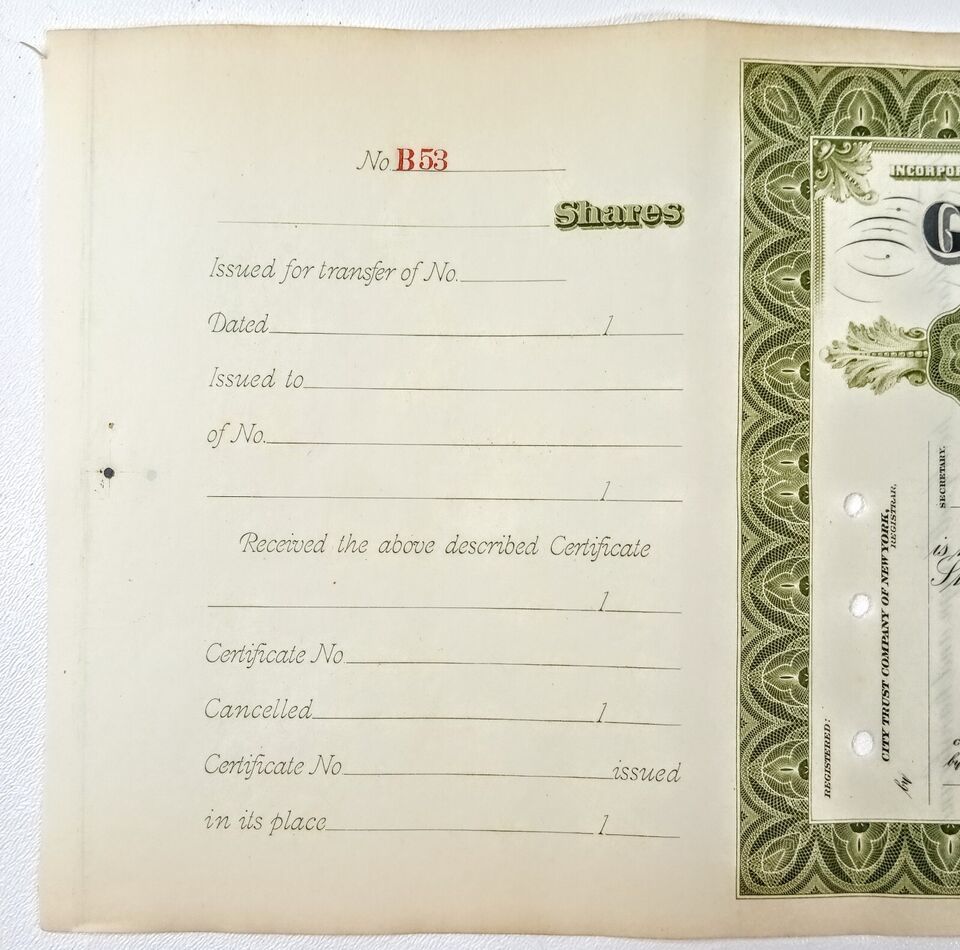 No. B53
Shares
Issued for transfer of No.
Dated 1
Issued to
of No.
1
Received the above described Certificate
1
Certificate No
Cancelled 1
Certificate No issued
in its place 1
REGISTERED:
CITY TRUST COMPANY OF NEW YORK,
REGISTRAR,
by
SECRETARY.
is
by